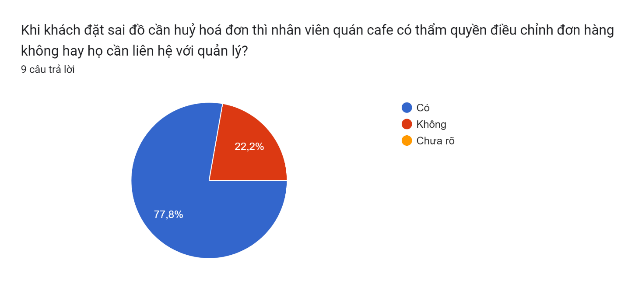 Khi khách đặt sai đồ cần huỷ hoá đơn thì nhân viên quán cafe có thẩm quyền điều chỉnh đơn hàng
không hay họ cần liên hệ với quản lý?
9 câu trả lời
Có
Không
Chưa rõ
22,2%
77,8%